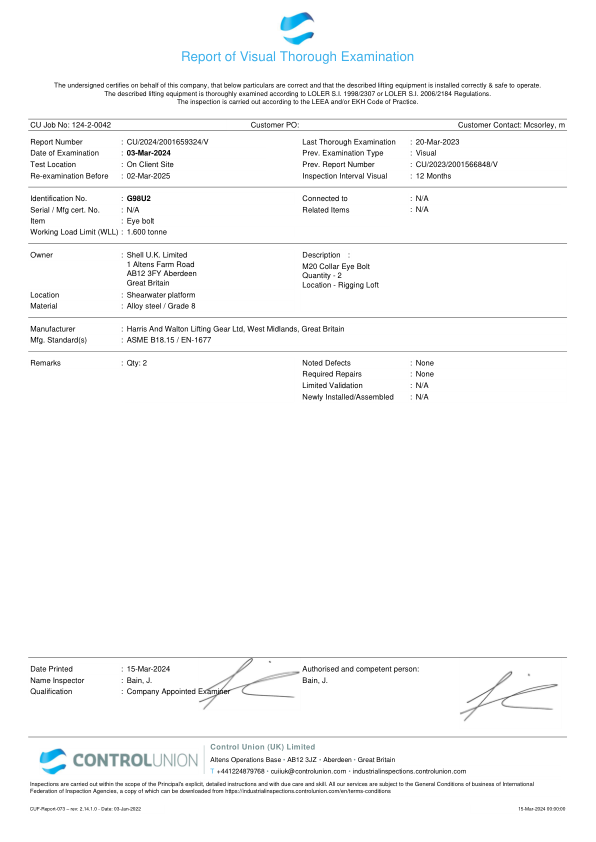 Report of Visual Thorough Examination
The undersigned certifies on behalf of this company, that below particulars are correct and that the described lifting equipment is installed correctly & safe to operate.
The described lifting equipment is thoroughly examined according to LOLER S.I. 1998/2307 or LOLER S.I. 2006/2184 Regulations.
The inspection is carried out according to the LEEA and/or EKH Code of Practice.
CU Job No: 124-2-0042 Customer PO: Customer Contact: Mcsorley, m
Report Number : CU/2024/2001659324/V Last Thorough Examination : 20-Mar-2023
Date of Examination : 03-Mar-2024 Prev. Examination Type : Visual
Test Location : On Client Site Prev. Report Number : CU/2023/2001566848/V
Re-examination Before : 02-Mar-2025 Inspection Interval Visual : 12 Months
Identification No. : G98U2 Connected to : N/A
Serial / Mfg cert. No. : N/A Related Items : N/A
Item : Eye bolt
Working Load Limit (WLL) : 1.600 tonne
Owner : Shell U.K. Limited Description :
1 Altens Farm Road M20 Collar Eye Bolt
AB12 3FY Aberdeen Quantity - 2
Great Britain Location - Rigging Loft
Location : Shearwater platform
Material : Alloy steel / Grade 8
Manufacturer : Harris And Walton Lifting Gear Ltd, West Midlands, Great Britain
Mfg. Standard(s) : ASME B18.15 / EN-1677
Remarks : Qty: 2 Noted Defects : None
Required Repairs : None
Limited Validation : N/A
Newly Installed/Assembled : N/A
Date Printed : 15-Mar-2024 Authorised and competent person:
Name Inspector : Bain, J. Bain, J.
Qualification : Company Appointed Examiner
CONTROLUNION
Control Union (UK) Limited
Altens Operations Base · AB12 3JZ · Aberdeen · Great Britain
T +441224879768 · cuiiuk@controlunion.com · industrialinspections.controlunion.com
Inspections are carried out within the scope of the Principal's explicit, detailed instructions and with due care and skill. All our services are subject to the General Conditions of business of International
Federation of Inspection Agencies, a copy of which can be downloaded from https://industrialinspections.controlunion.com/en/terms-conditions
CUF-Report-073 – rev: 2.14.1.0 - Date: 03-Jun-2022 15-Mar-2024 00:00:00